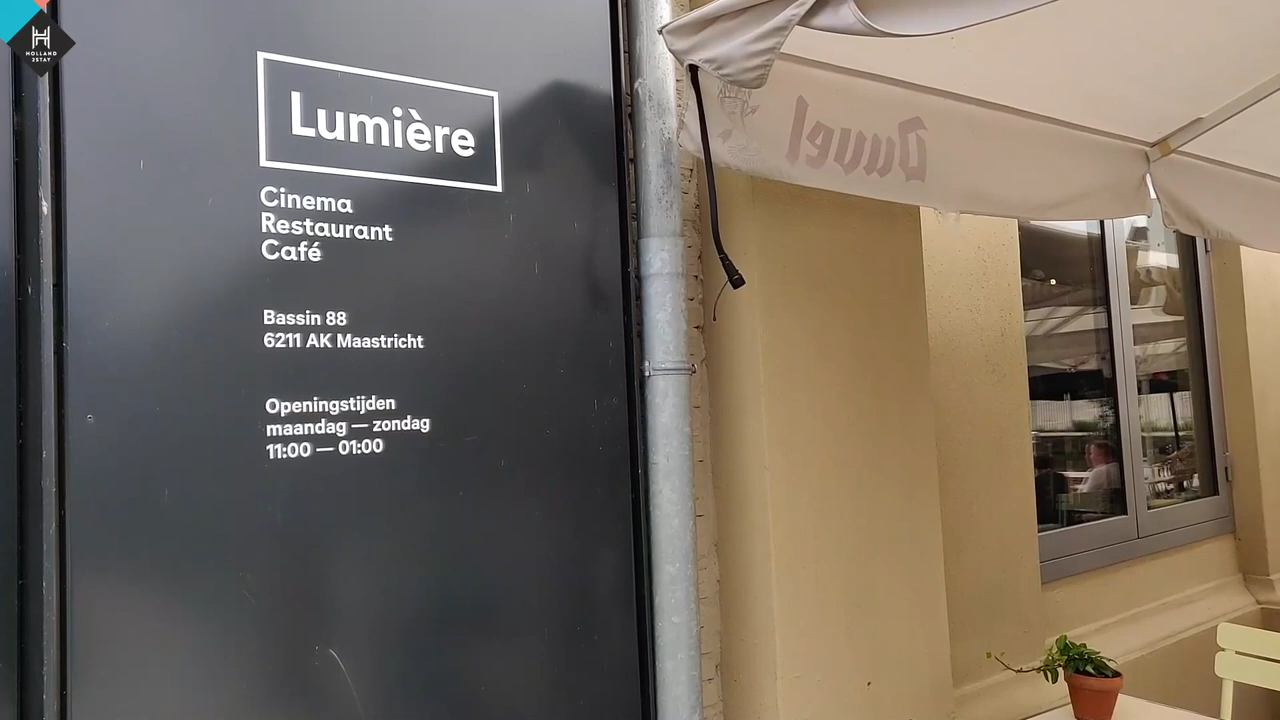 HOLLAND
2STAY
Lumière
Cinema
Restaurant
Café
Bassin 88
6211 AK Maastricht
Openingstijden
maandag — zondag
11:00 — 01:00
Duvel